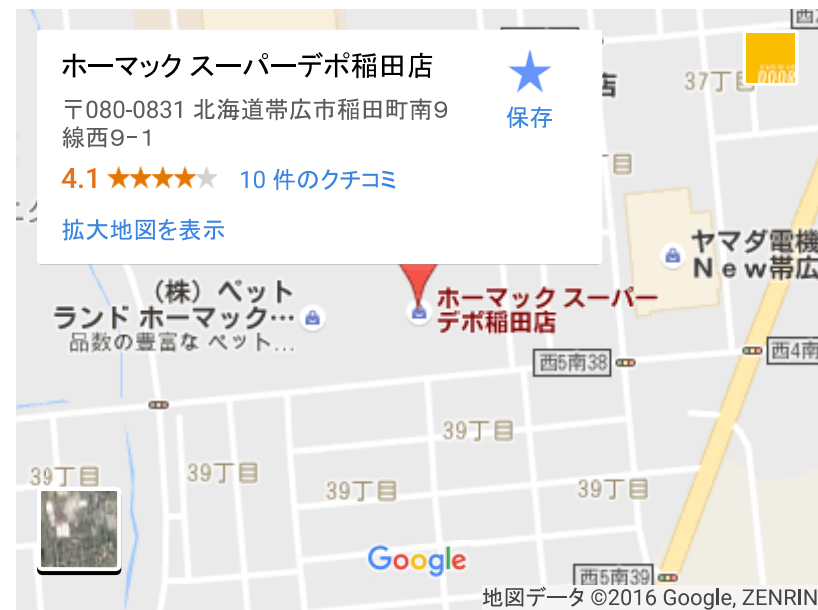 ホーマック スーパーデポ稲田店
〒080-0831 北海道帯広市稲田町南9
線西9−1
4.1
10 件のクチコミ
拡大地図を表示
保存
店
37丁目
丁目
ヤマダ電機
New帯広
（株）ペット
ランド ホーマック…
品数の豊富な ペット…
ホーマック スーパー
デポ稲田店
西5南38
西4南
39丁目
39丁目
39丁目
39丁目
39丁目
Google
西5南39
地図データ ©2016 Google, ZENRIN